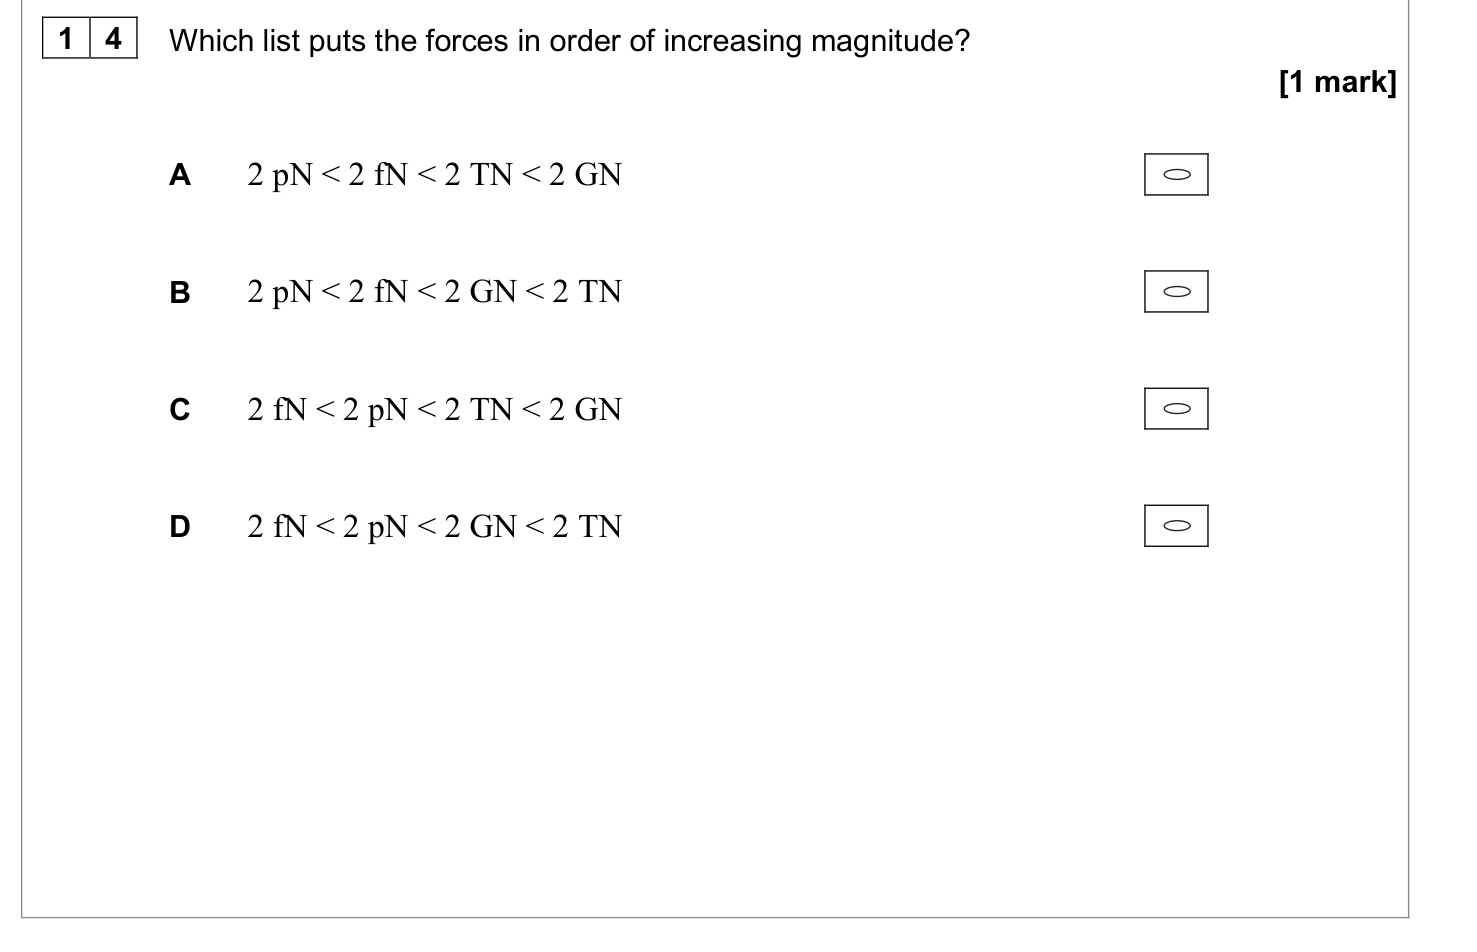 1 4 Which list puts the forces in order of increasing magnitude?
[1 mark]
A 2 pN < 2 fN < 2 TN < 2 GN
B 2 pN < 2 fN < 2 GN < 2 TN
C 2 fN < 2 pN < 2 TN < 2 GN
D 2 fN < 2 pN < 2 GN < 2 TN